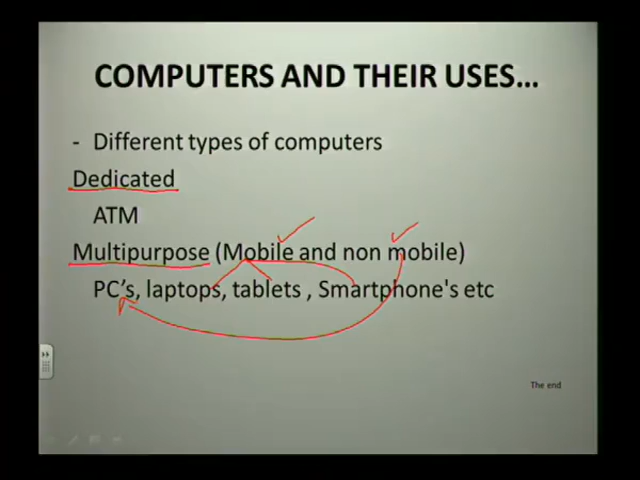 COMPUTERS AND THEIR USES...
- Different types of computers
Dedicated
ATM
Multipurpose (Mobile and non mobile)
PC's, laptops, tablets , Smartphone's etc
The end